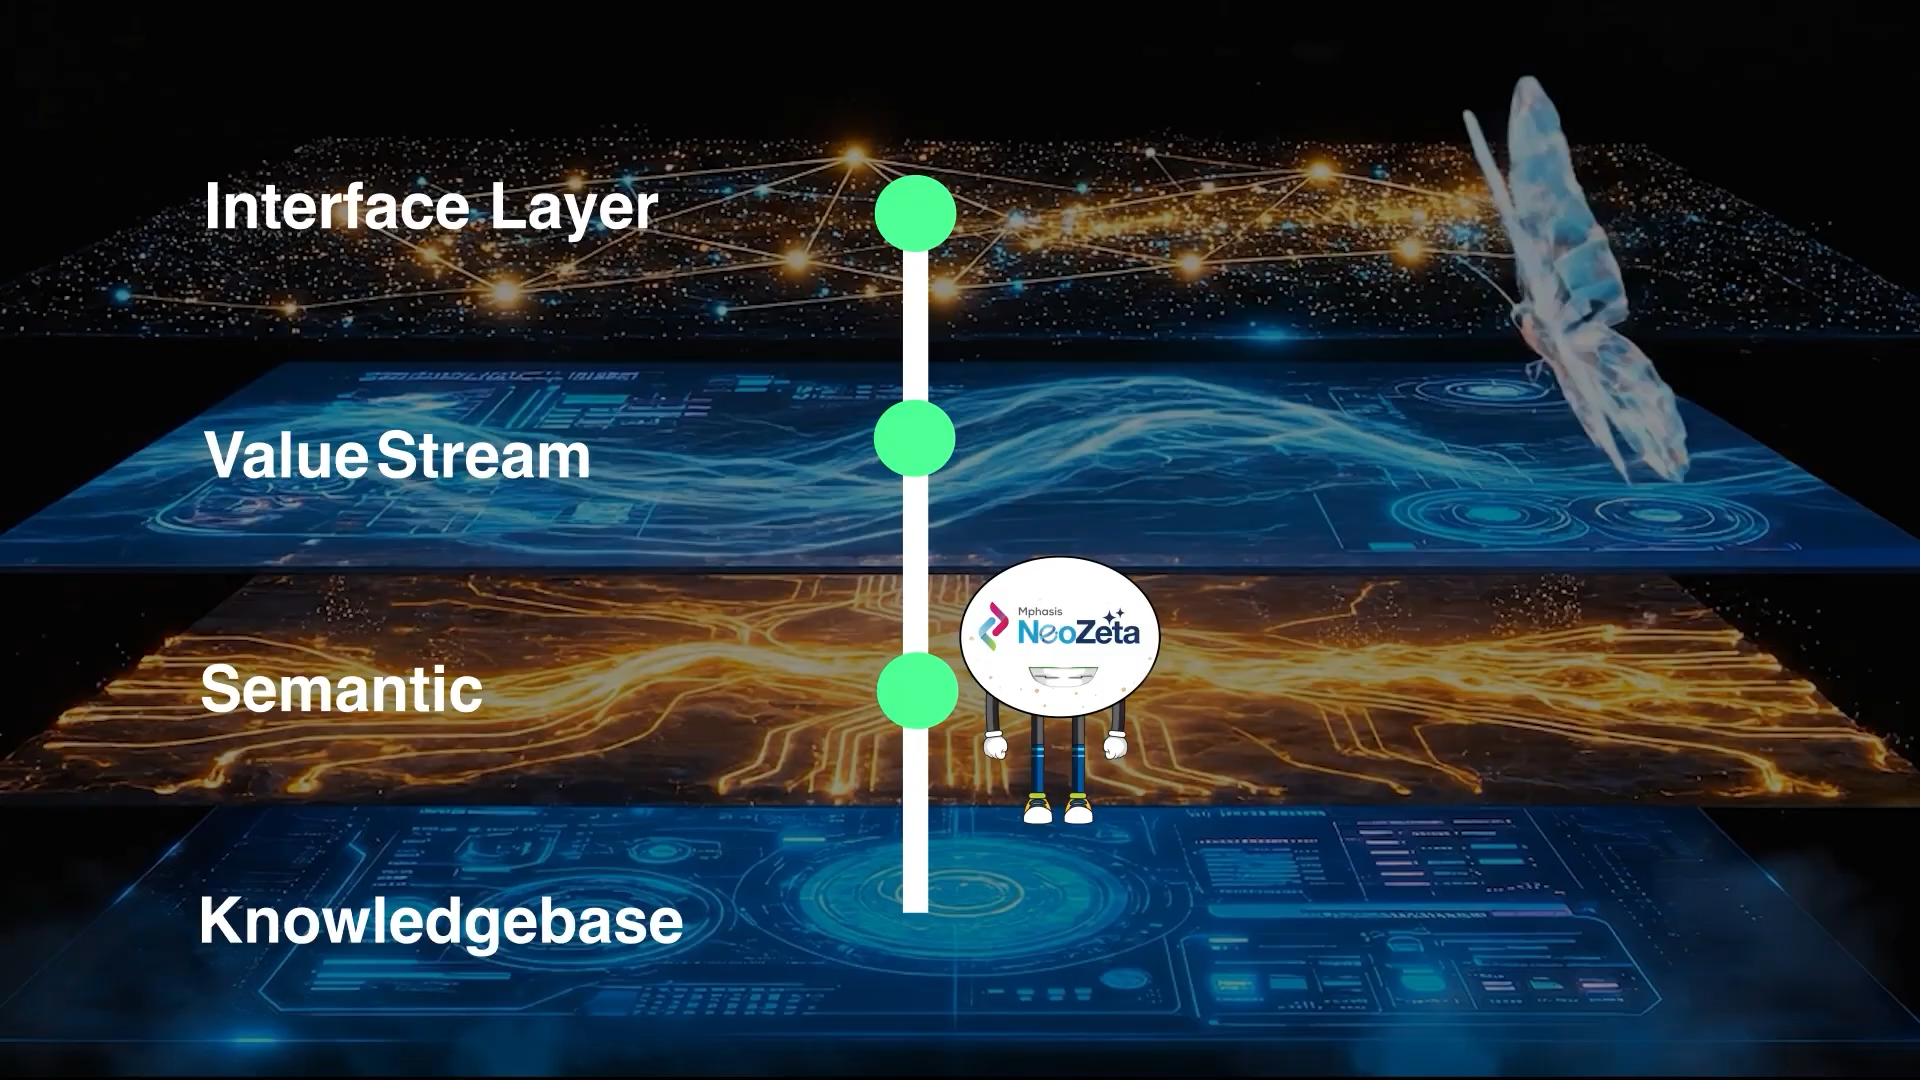 Interface Layer
Value Stream
Mphasis
NeoZeta
Semantic
Knowledgebase